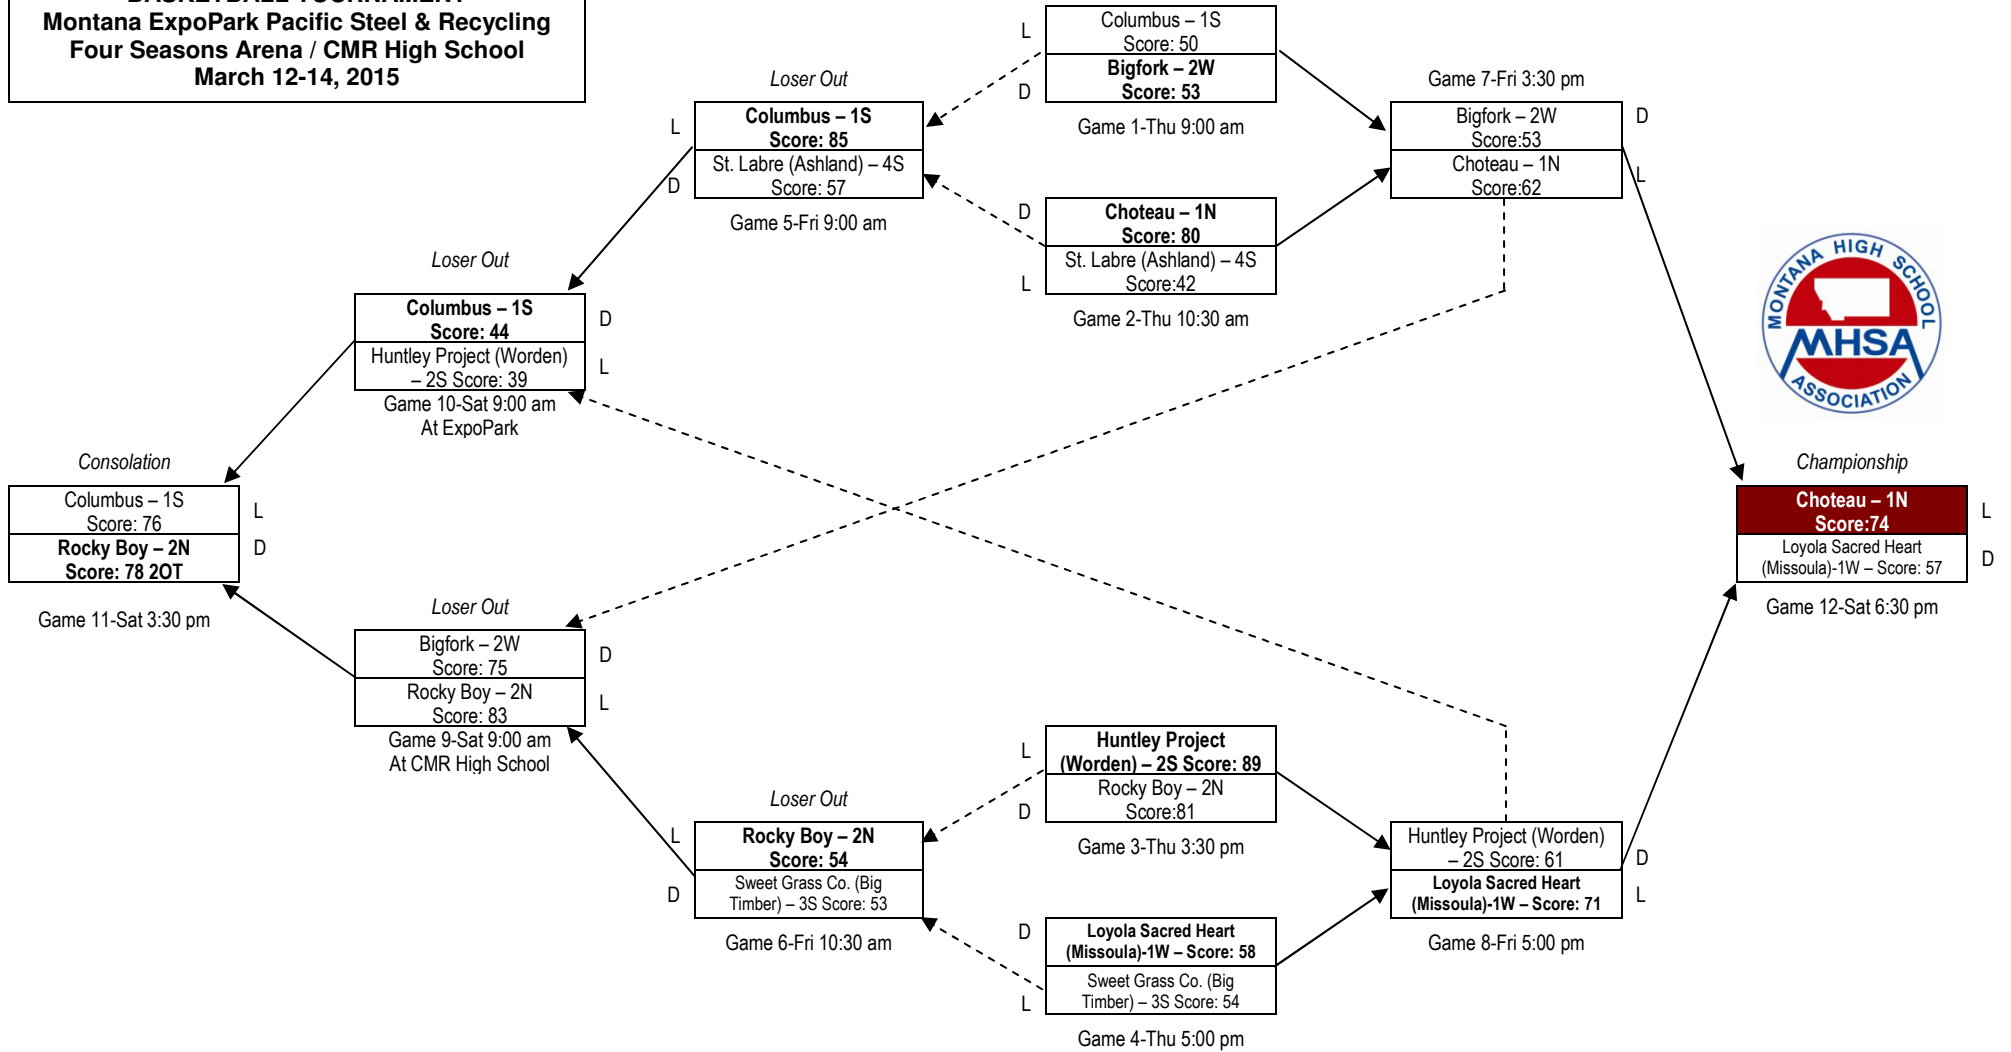 BASKETBALL TOURNAMENT
Montana ExpoPark Pacific Steel & Recycling
Four Seasons Arena / CMR High School
March 12-14, 2015
L
Columbus – 1S
Score: 50
Bigfork – 2W
Score: 53
D
Game 1-Thu 9:00 am
Loser Out
L
Columbus – 1S
Score: 85
St. Labre (Ashland) – 4S
Score: 57
D
Game 5-Fri 9:00 am
Game 7-Fri 3:30 pm
Bigfork – 2W
Score:53
D
Choteau – 1N
Score:62
L
D
Choteau – 1N
Score: 80
St. Labre (Ashland) – 4S
Score:42
L
Game 2-Thu 10:30 am
Loser Out
Columbus – 1S
Score: 44
D
Huntley Project (Worden)
– 2S Score: 39
L
Game 10-Sat 9:00 am
At ExpoPark
MONTANA HIGH SCHOOL
MHSA
ASSOCIATION
Consolation
Columbus – 1S
Score: 76
L
Rocky Boy – 2N
Score: 78 2OT
D
Game 11-Sat 3:30 pm
Championship
Choteau – 1N
Score:74
L
Loyola Sacred Heart
(Missoula)-1W – Score: 57
D
Game 12-Sat 6:30 pm
Loser Out
Bigfork – 2W
Score: 75
D
Rocky Boy – 2N
Score: 83
L
Game 9-Sat 9:00 am
At CMR High School
L
Huntley Project
(Worden) – 2S Score: 89
Rocky Boy – 2N
Score:81
D
Game 3-Thu 3:30 pm
Loser Out
L
Rocky Boy – 2N
Score: 54
Sweet Grass Co. (Big
Timber) – 3S Score: 53
D
Game 6-Fri 10:30 am
Huntley Project (Worden)
– 2S Score: 61
D
Loyola Sacred Heart
(Missoula)-1W – Score: 71
L
Game 8-Fri 5:00 pm
D
Loyola Sacred Heart
(Missoula)-1W – Score: 58
Sweet Grass Co. (Big
Timber) – 3S Score: 54
L
Game 4-Thu 5:00 pm